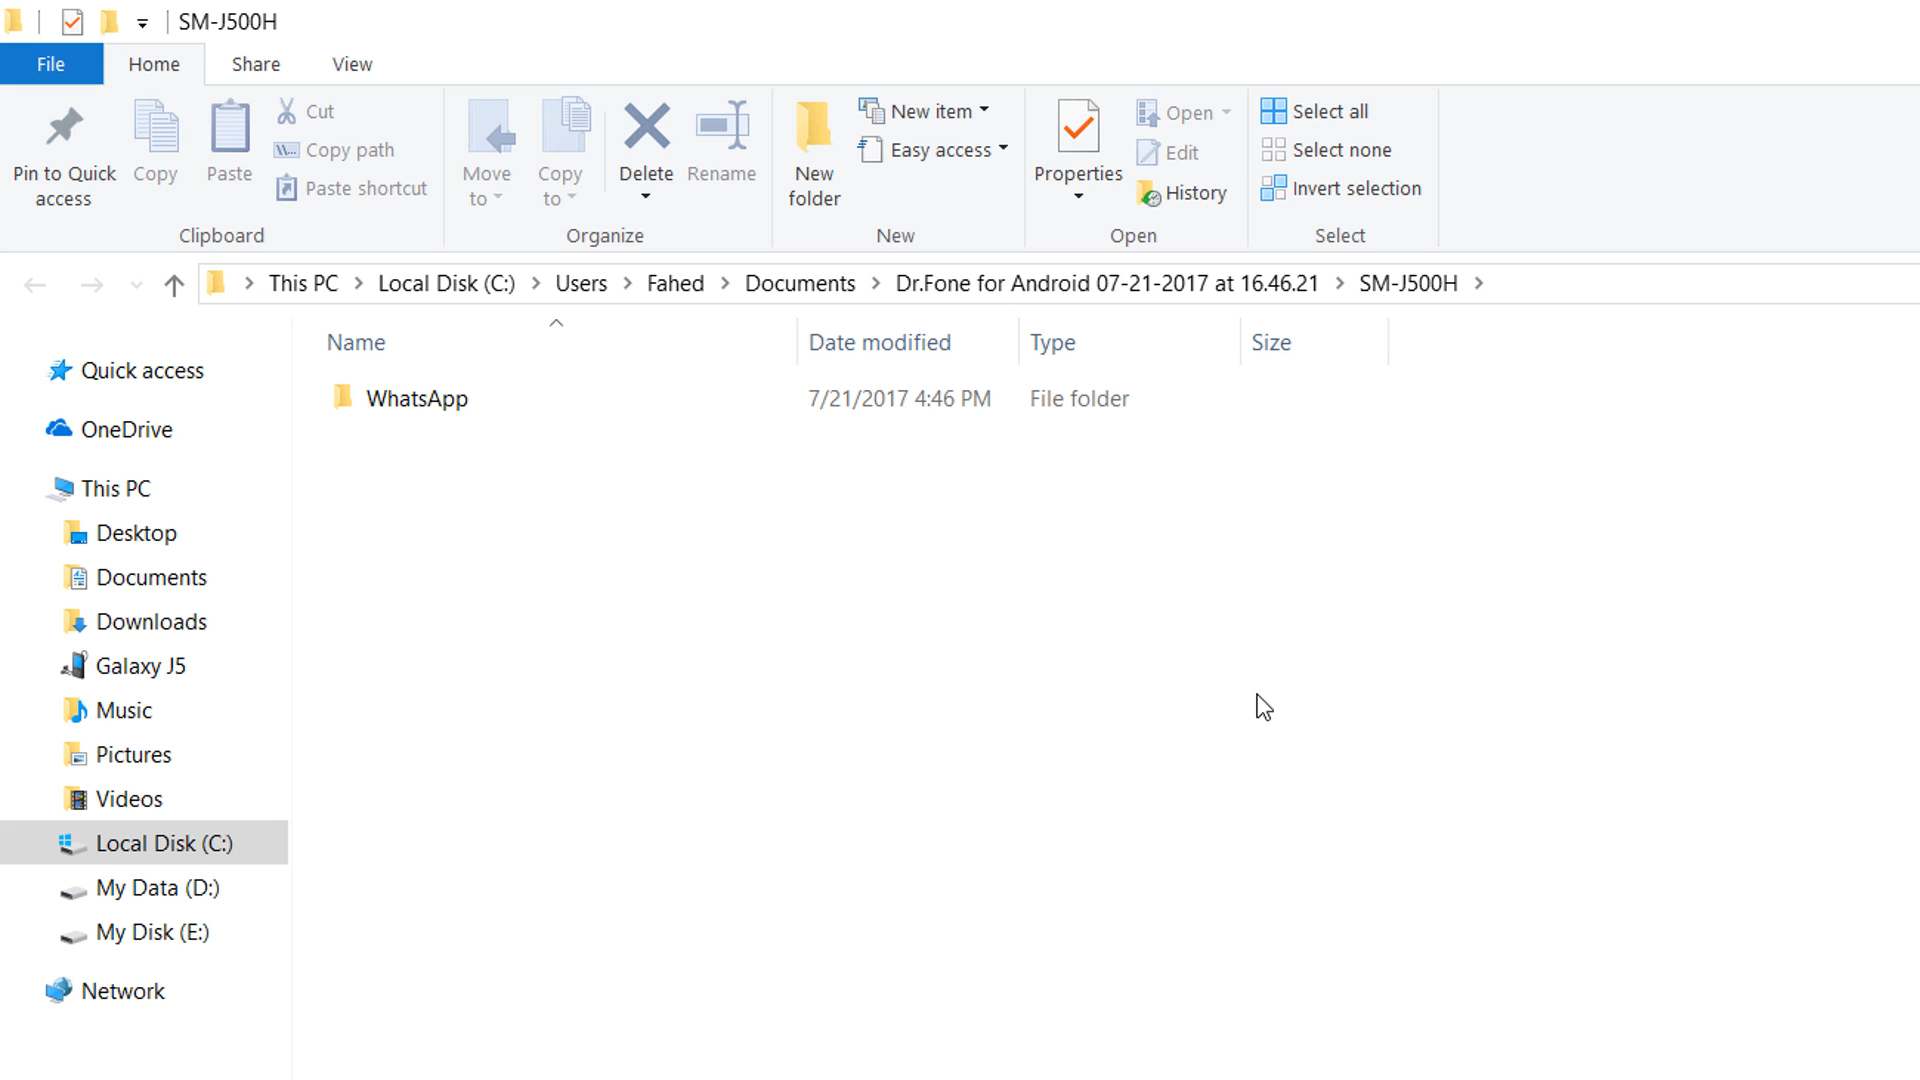 SM-J500H
File Home Share View
Pin to Quick access Copy Paste Cut
Copy path
Paste shortcut
Move to Copy to Delete Rename
New folder New item
Easy access
Properties Open
Edit
History
Select all
Select none
Invert selection
Clipboard Organize New Open Select
This PC Local Disk (C:) Users Fahed Documents Dr.Fone for Android 07-21-2017 at 16.46.21 SM-J500H
Name Date modified Type Size
WhatsApp 7/21/2017 4:46 PM File folder
Quick access
OneDrive
This PC
Desktop
Documents
Downloads
Galaxy J5
Music
Pictures
Videos
Local Disk (C:)
My Data (D:)
My Disk (E:)
Network